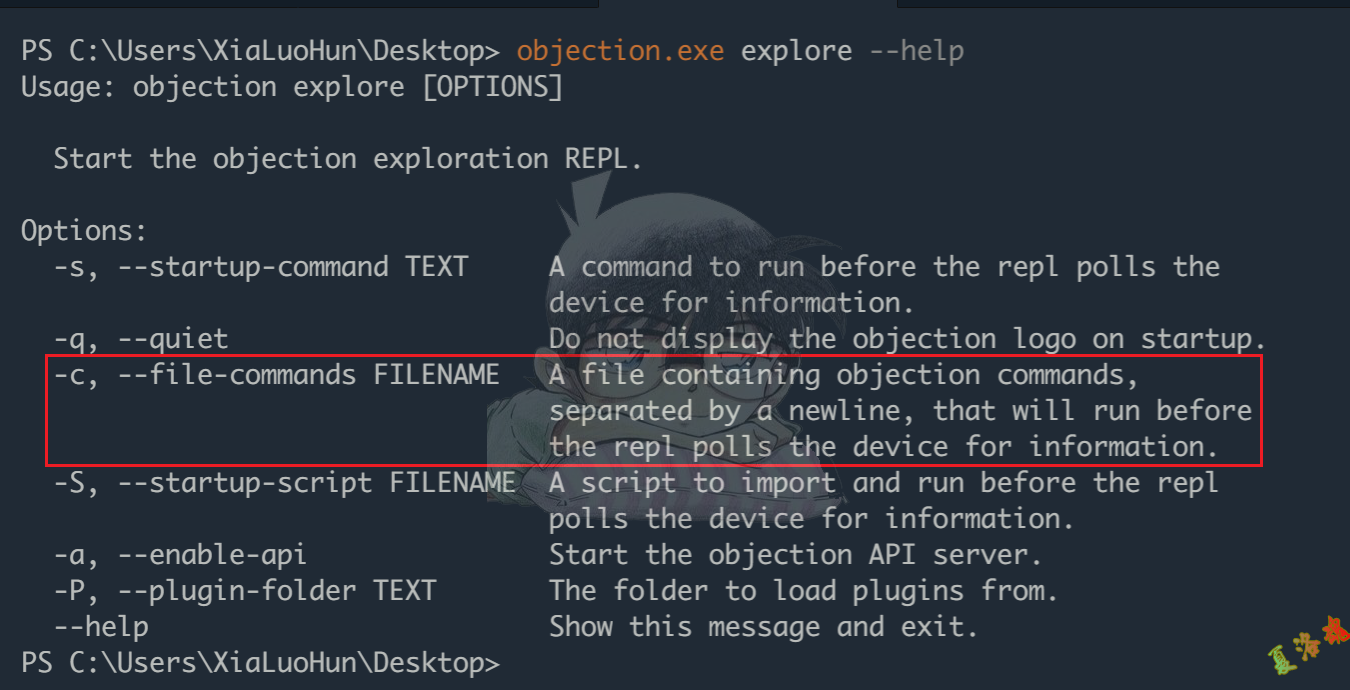 PS C:\Users\XiaLuoHun\Desktop> objection.exe explore --help
Usage: objection explore [OPTIONS]
Start the objection exploration REPL.
Options:
-s, --startup-command TEXT A command to run before the repl polls the
device for information.
-q, --quiet Do not display the objection logo on startup.
-c, --file-commands FILENAME A file containing objection commands,
separated by a newline, that will run before
the repl polls the device for information.
-S, --startup-script FILENAME A script to import and run before the repl
polls the device for information.
-a, --enable-api Start the objection API server.
-P, --plugin-folder TEXT The folder to load plugins from.
--help Show this message and exit.
PS C:\Users\XiaLuoHun\Desktop>